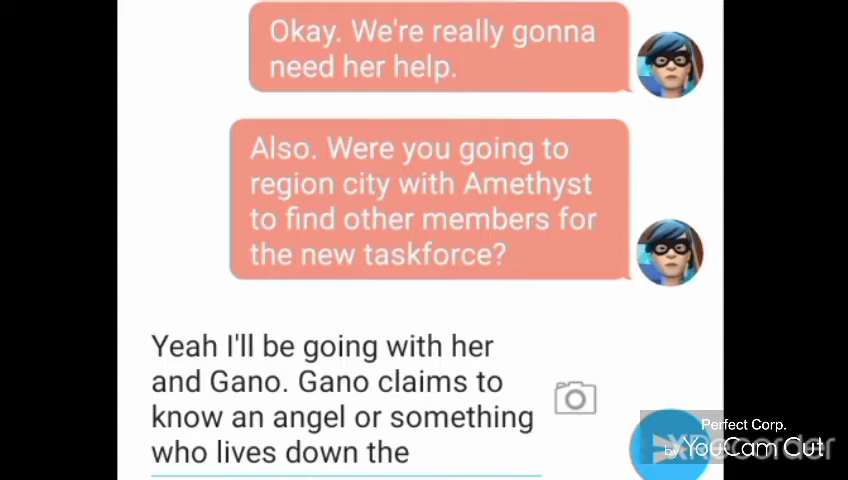 Okay. We're really gonna
need her help.
Also. Were you going to
region city with Amethyst
to find other members for
the new taskforce?
Yeah I'll be going with her
and Gano. Gano claims to
know an angel or something
who lives down the
Perfect Corp.
XRecorder
by YouCam Cut